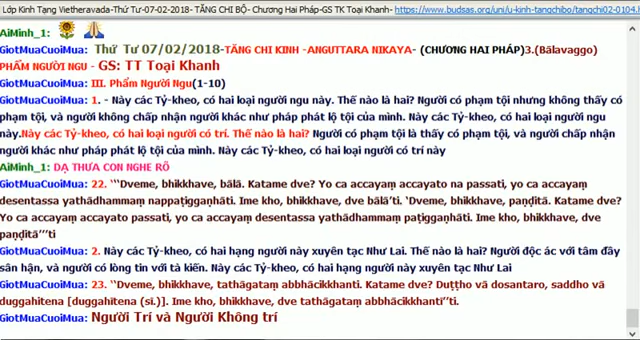 Lớp Kinh Tạng Vietheravada-Thứ Tư-07-02-2018- TĂNG CHI BỘ- Chương Hai Pháp-GS TK Toại Khanh- https://www.budsas.org/uni/u-kinh-tangchibo/tangchi02-0104.h
AiMinh_1:
GiotMuaCuoiMua: Thứ Tư 07/02/2018-TĂNG CHI KINH -ANGUTTARA NIKAYA- (CHƯƠNG HAI PHÁP)3.(Bālavaggo)
PHẨM NGƯỜI NGU - GS: TT Toại Khanh
GiotMuaCuoiMua: III. Phẩm Người Ngu(1-10)
GiotMuaCuoiMua: 1. - Này các Tỷ-kheo, có hai loại người ngu này. Thế nào là hai? Người có phạm tội nhưng không thấy có
phạm tội, và người không chấp nhận người khác như pháp phát lộ tội của mình. Này các Tỷ-kheo, có hai loại người ngu
này.Này các Tỷ-kheo, có hai loại người có trí. Thế nào là hai? Người có phạm tội là thấy có phạm tội, và người chấp nhận
người khác như pháp phát lộ tội của mình. Này các Tỷ-kheo, có hai loại người có trí này
AiMinh_1: DẠ THƯA CON NGHE RÕ
GiotMuaCuoiMua: 22. ```Dveme, bhikkhave, bālā. Katame dve? Yo ca accayaṃ accayato na passati, yo ca accayaṃ
desentassa yathādhammaṃ nappaṭiggaṇhāti. Ime kho, bhikkhave, dve bālā'ti. `Dveme, bhikkhave, paṇḍitā. Katame dve?
Yo ca accayaṃ accayato passati, yo ca accayaṃ desentassa yathādhammaṃ paṭiggaṇhāti. Ime kho, bhikkhave, dve
paṇḍitā'''ti
GiotMuaCuoiMua: 2. Này các Tỷ-kheo, có hai hạng người này xuyên tạc Như Lai. Thế nào là hai? Người độc ác với tâm đầy
sân hận, và người có lòng tin với tà kiến. Này các Tỷ-kheo, có hai hạng người này xuyên tạc Như Lai
GiotMuaCuoiMua: 23. ``Dveme, bhikkhave, tathāgataṃ abbhācikkhanti. Katame dve? Duṭṭho vā dosantaro, saddho vā
duggahitena [duggahītena (sī.)]. Ime kho, bhikkhave, dve tathāgataṃ abbhācikkhantī''ti.
GiotMuaCuoiMua: Người Trí và Người Không trí